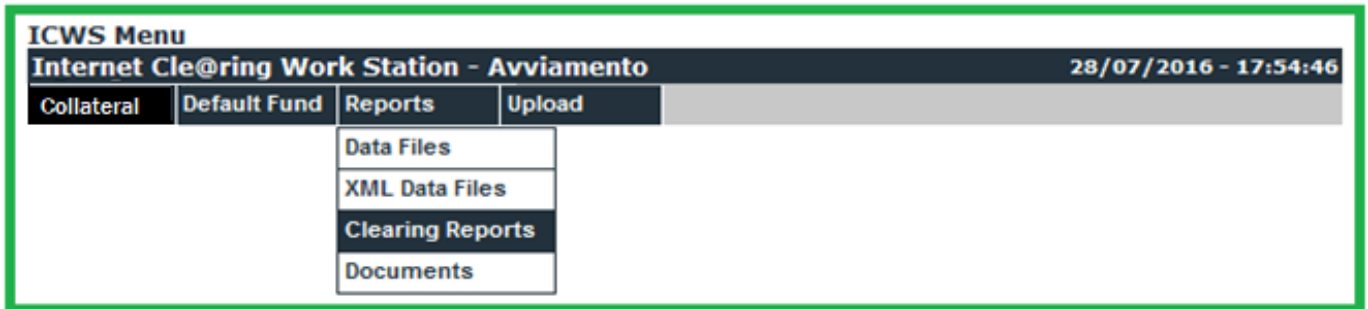 ICWS Menu
Internet Cle@ring Work Station - Avviamento 28/07/2016 - 17:54:46
Collateral Default Fund Reports Upload
Data Files
XML Data Files
Clearing Reports
Documents